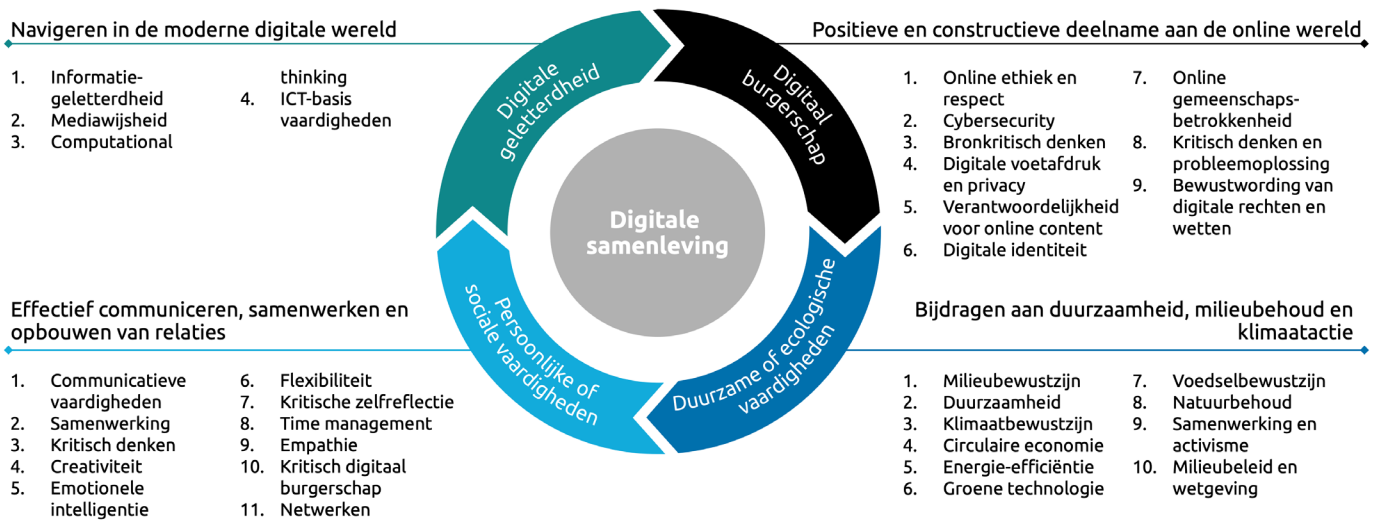 Navigeren in de moderne digitale wereld
1. Informatie-
geletterdheid
2. Mediawijsheid
3. Computational
thinking
4. ICT-basis
vaardigheden
Digitale
geletterdheid
Digitaal
burgerschap
Positieve en constructieve deelname aan de online wereld
1. Online ethiek en
respect
2. Cybersecurity
3. Bronkritisch denken
4. Digitale voetafdruk
en privacy
5. Verantwoordelijkheid
voor online content
6. Digitale identiteit
7. Online
gemeenschaps-
betrokkenheid
8. Kritisch denken en
probleemoplossing
9. Bewustwording van
digitale rechten en
wetten
Digitale
samenleving
Effectief communiceren, samenwerken en
opbouwen van relaties
1. Communicatieve
vaardigheden
2. Samenwerking
3. Kritisch denken
4. Creativiteit
5. Emotionele
intelligentie
6. Flexibiliteit
7. Kritische zelfreflectie
8. Time management
9. Empathie
10. Kritisch digitaal
burgerschap
11. Netwerken
Persoonlijke of
sociale vaardigheden
Duurzame of ecologische
vaardigheden
Bijdragen aan duurzaamheid, milieubehoud en
klimaatactie
1. Milieubewustzijn
2. Duurzaamheid
3. Klimaatbewustzijn
4. Circulaire economie
5. Energie-efficiëntie
6. Groene technologie
7. Voedselbewustzijn
8. Natuurbehoud
9. Samenwerking en
activisme
10. Milieubeleid en
wetgeving